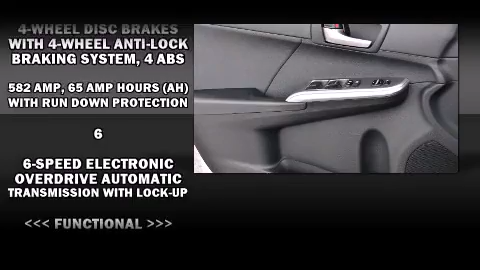 4-WHEEL DISC BRAKES
WITH 4-WHEEL ANTI-LOCK
BRAKING SYSTEM, 4 ABS
582 AMP, 65 AMP HOURS (AH)
WITH RUN DOWN PROTECTION
6
6-SPEED ELECTRONIC
OVERDRIVE AUTOMATIC
TRANSMISSION WITH LOCK-UP
<<< FUNCTIONAL >>>